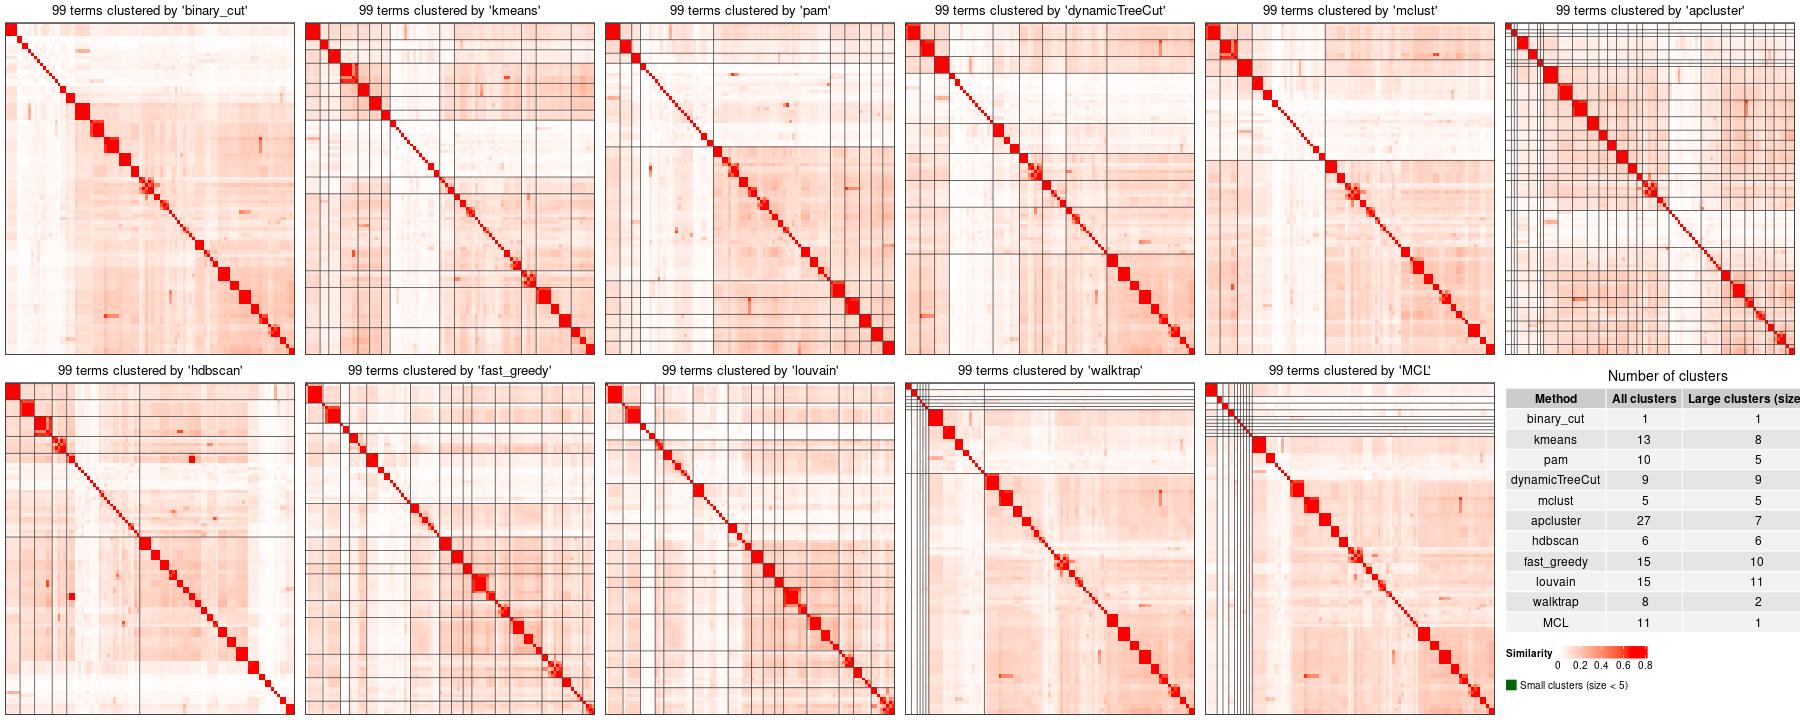 99 terms clustered by 'binary_cut'
99 terms clustered by 'kmeans'
99 terms clustered by 'pam'
99 terms clustered by 'dynamicTreeCut'
99 terms clustered by 'mclust'
99 terms clustered by 'apcluster'
99 terms clustered by 'hdbscan'
99 terms clustered by 'fast_greedy'
99 terms clustered by 'louvain'
99 terms clustered by 'walktrap'
99 terms clustered by 'MCL'
Number of clusters
Method All clusters Large clusters (size
binary_cut 1 1
kmeans 13 8
pam 10 5
dynamicTreeCut 9 9
mclust 5 5
apcluster 27 7
hdbscan 6 6
fast_greedy 15 10
louvain 15 11
walktrap 8 2
MCL 11 1
Similarity
0 0.2 0.4 0.6 0.8
Small clusters (size < 5)